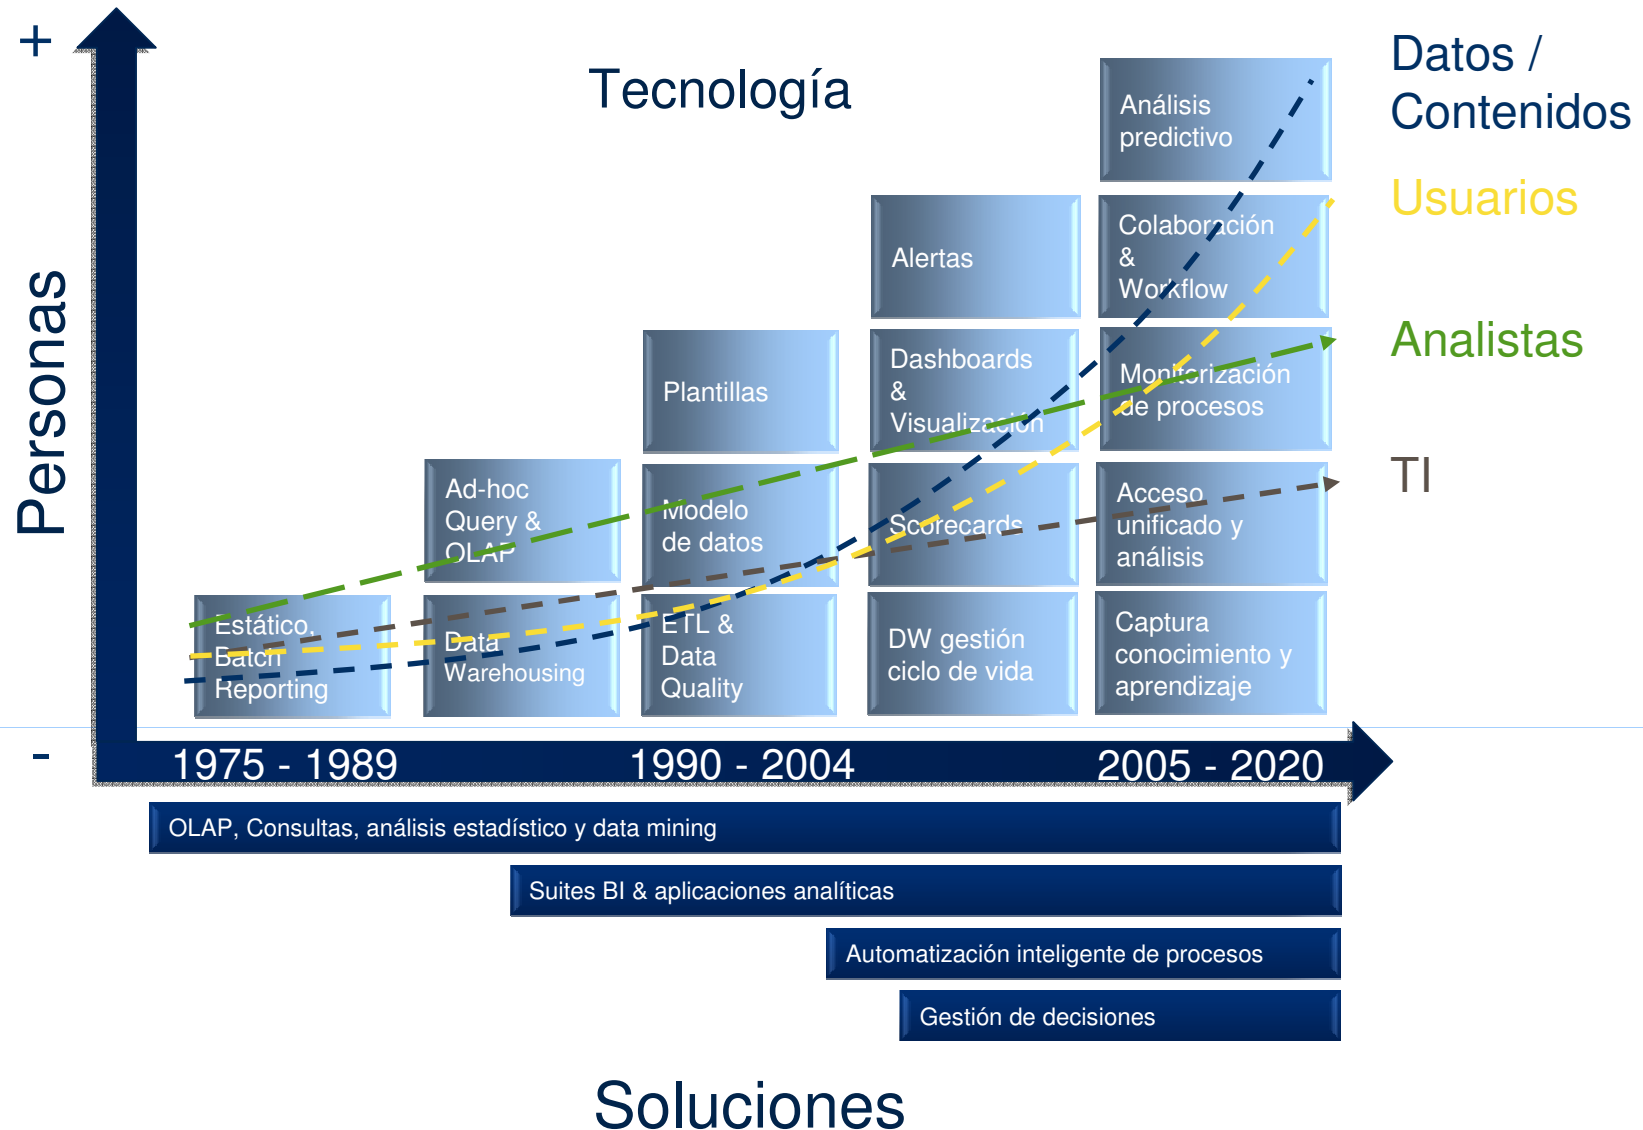 +
Tecnología
Datos /
Contenidos
Usuarios
Analistas
TI
Personas
Análisis
predictivo
Alertas
Colaboración
&
Workflow
Plantillas
Dashboards
&
Visualización
Monitorización
de procesos
Ad-hoc
Query &
OLAP
Modelo
de datos
Scorecards
Acceso
unificado y
análisis
Estático,
Batch
Reporting
Data
Warehousing
ETL &
Data
Quality
DW gestión
ciclo de vida
Captura
conocimiento y
aprendizaje
-
1975 - 1989
1990 - 2004
2005 - 2020
OLAP, Consultas, análisis estadístico y data mining
Suites BI & aplicaciones analíticas
Automatización inteligente de procesos
Gestión de decisiones
Soluciones